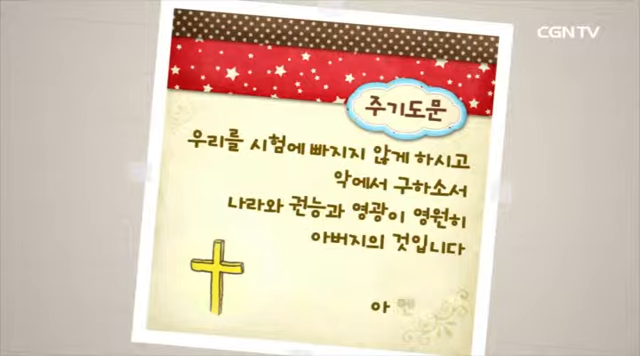 CGNTV
주기도문
우리를 시험에 빠지지 않게 하시고
악에서 구하소서
나라와 권능과 영광이 영원히
아버지의 것입니다
아멘